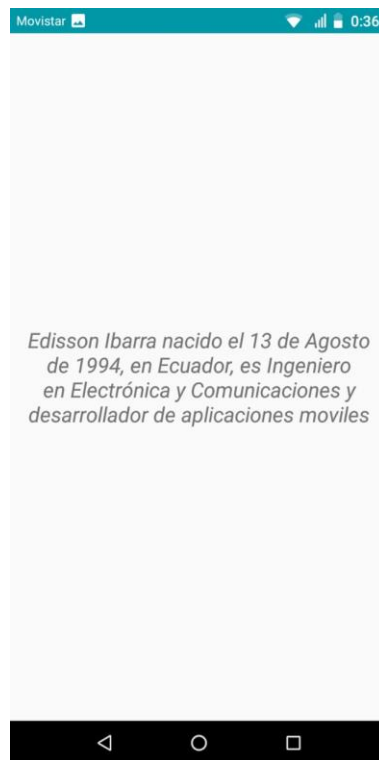 Movistar 0:36
Edisson Ibarra nacido el 13 de Agosto
de 1994, en Ecuador, es Ingeniero
en Electrónica y Comunicaciones y
desarrollador de aplicaciones moviles